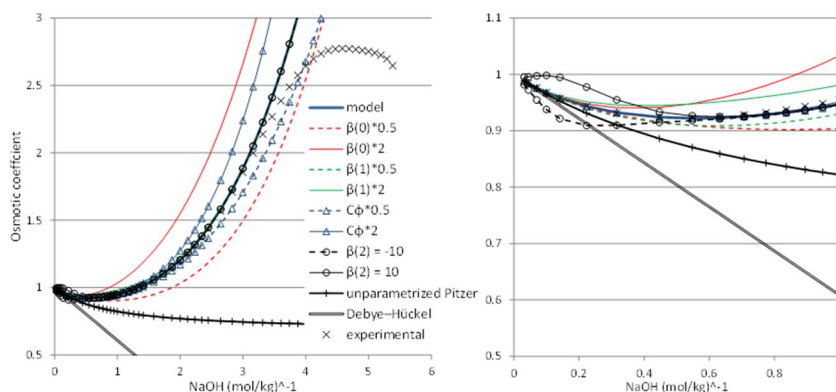 3
2.5
2
1.5
1
0.5
Osmotic coeffcient
0 1 2 3 4 5 6
NaOH (mol/kg)^-1
model
β(0)*0.5
β(0)*2
β(1)*0.5
β(1)*2
Cϕ*0.5
Cϕ*2
β(2) = -10
β(2) = 10
unparametrized Pitzer
Debye–Hückel
experimental
1.1
1
0.9
0.8
0.7
0.6
0.5
0 0.2 0.4 0.6 0.8 1
NaOH (mol/kg)^-1